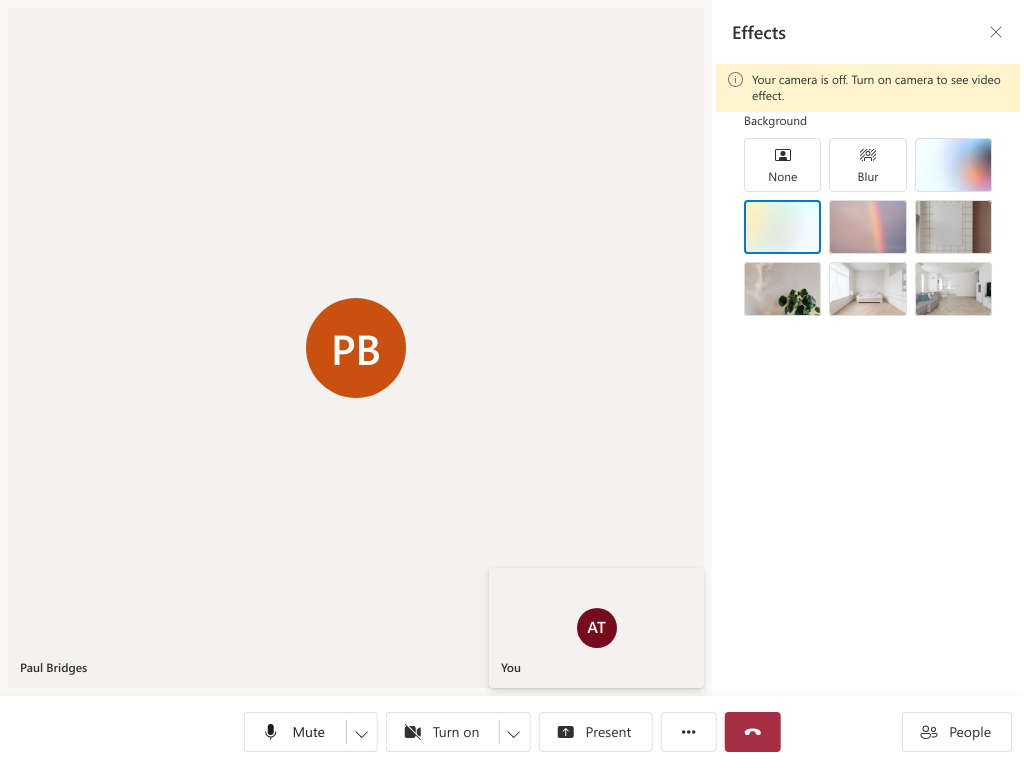 Effects
Your camera is off. Turn on camera to see video
effect.
Background
None
Blur
PB
AT
Paul Bridges
You
Mute
Turn on
Present
People